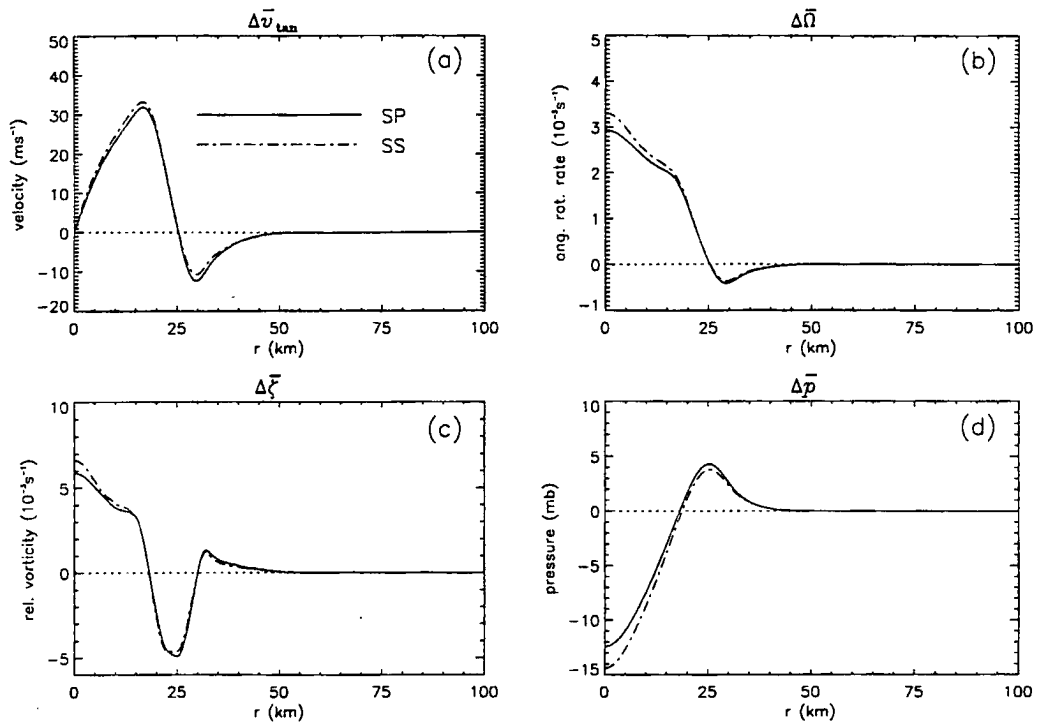 Δv̄ₜₐₙ
(a)
velocity (ms⁻¹)
50
40
30
20
10
0
−10
−20
SP
SS
0
25
50
75
100
r (km)
ΔΩ̄
(b)
ang. rot. rate (10⁻³s⁻¹)
5
4
3
2
1
0
−1
0
25
50
75
100
r (km)
Δζ̄
(c)
rel. vorticity (10⁻³s⁻¹)
10
5
0
−5
0
25
50
75
100
r (km)
Δp̄
(d)
pressure (mb)
10
5
0
−5
−10
−15
0
25
50
75
100
r (km)